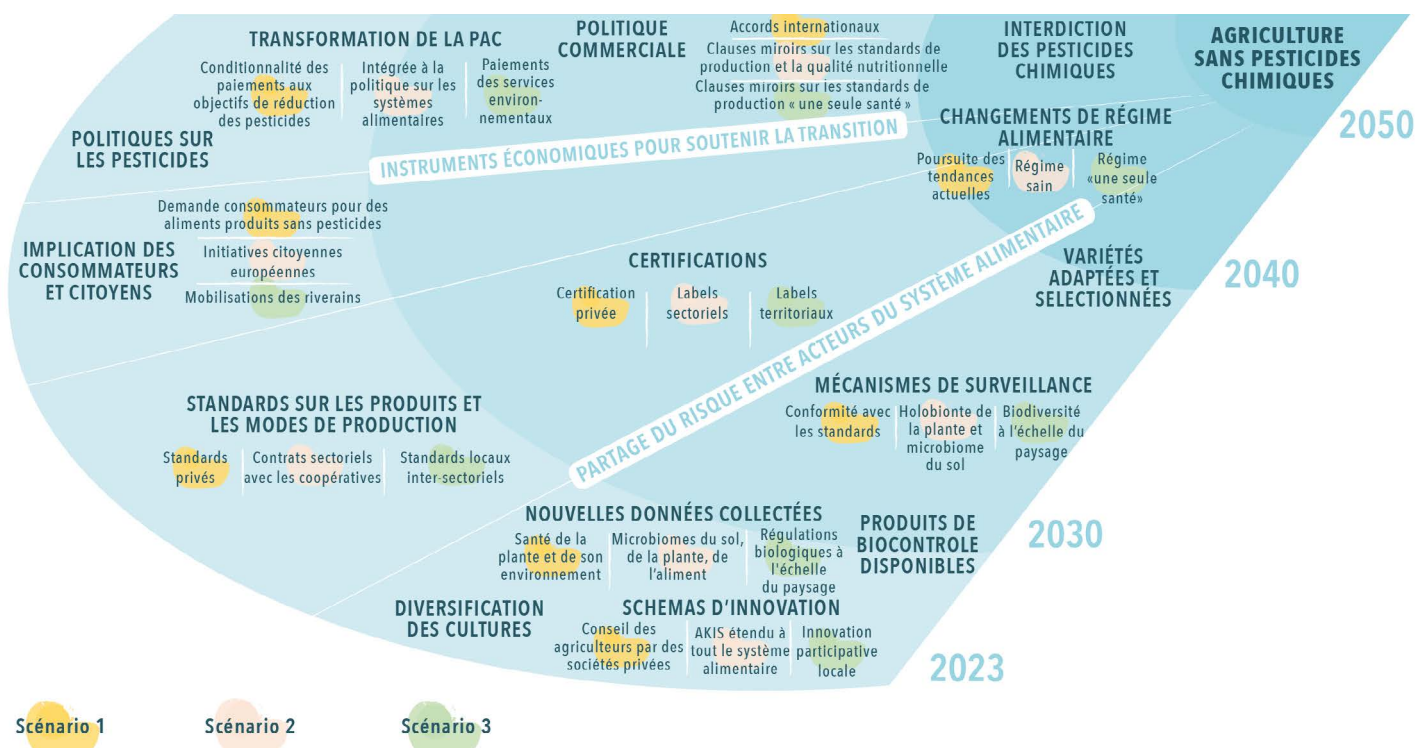 TRANSFORMATION DE LA PAC
Conditionnalité des
paiements aux
objectifs de réduction
des pesticides
Intégrée à la
politique sur les
systèmes
alimentaires
Paiements
des services
environ-
nementaux
POLITIQUE
COMMERCIALE
Accords internationaux
Clauses miroirs sur les standards de
production et la qualité nutritionnelle
Clauses miroirs sur les standards de
production « une seule santé »
INTERDICTION
DES PESTICIDES
CHIMIQUES
AGRICULTURE
SANS PESTICIDES
CHIMIQUES
2050
POLITIQUES SUR
LES PESTICIDES
INSTRUMENTS ÉCONOMIQUES POUR SOUTENIR LA TRANSITION
CHANGEMENTS DE RÉGIME
ALIMENTAIRE
Poursuite des
tendances
actuelles
Régime
sain
Régime
«une seule
santé»
IMPLICATION DES
CONSOMMATEURS
ET CITOYENS
Demande consommateurs pour des
aliments produits sans pesticides
Initiatives citoyennes
européennes
Mobilisations des riverains
CERTIFICATIONS
Certification
privée
Labels
sectoriels
Labels
territoriaux
VARIÉTÉS
ADAPTÉES ET
SELECTIONNÉES
2040
PARTAGE DU RISQUE ENTRE ACTEURS DU SYSTÈME ALIMENTAIRE
STANDARDS SUR LES PRODUITS ET
LES MODES DE PRODUCTION
Standards
privés
Contrats sectoriels
avec les coopératives
Standards locaux
inter-sectoriels
MÉCANISMES DE SURVEILLANCE
Conformité avec
les standards
Holobionte de
la plante et
microbiome
du sol
Biodiversité
à l'échelle du
paysage
NOUVELLES DONNÉES COLLECTÉES
Santé de la
plante et de son
environnement
Microbiomes du sol,
de la plante, de
l'aliment
Régulations
biologiques à
l'échelle
du paysage
PRODUITS DE
BIOCONTROLE
DISPONIBLES
2030
DIVERSIFICATION
DES CULTURES
SCHEMAS D'INNOVATION
Conseil des
agriculteurs par des
sociétés privées
AKIS étendu à
tout le système
alimentaire
Innovation
participative
locale
2023
Scénario 1
Scénario 2
Scénario 3